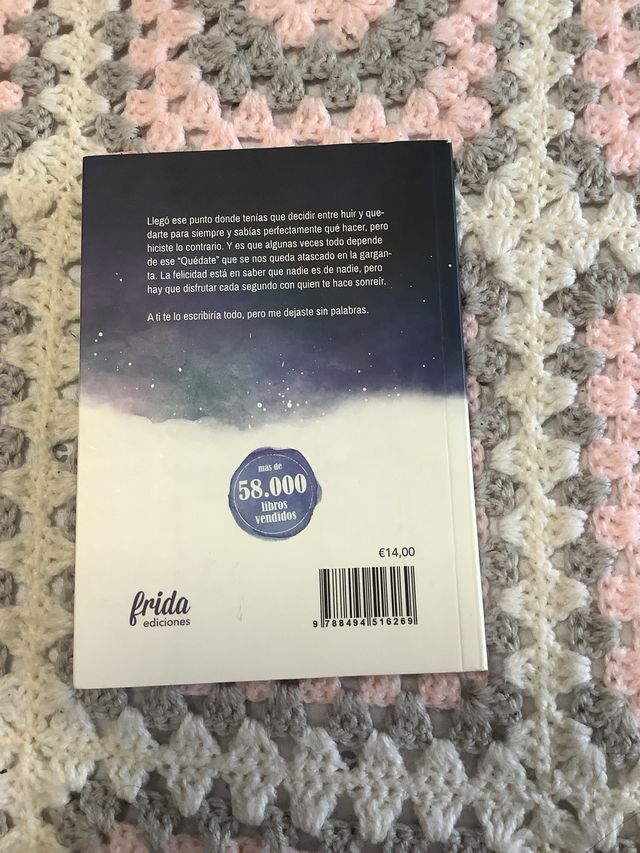 Llegó ese punto donde tenías que decidir entre huir y que-
darte para siempre y sabías perfectamente qué hacer, pero
hiciste lo contrario. Y es que algunas veces todo depende
de ese “Quédate” que se nos queda atascado en la gargan-
ta. La felicidad está en saber que nadie es de nadie, pero
hay que disfrutar cada segundo con quien te hace sonreír.
A ti te lo escribiría todo, pero me dejaste sin palabras.
más de
58.000
libros
vendidos
€14,00
frida
ediciones
9 788494 516269